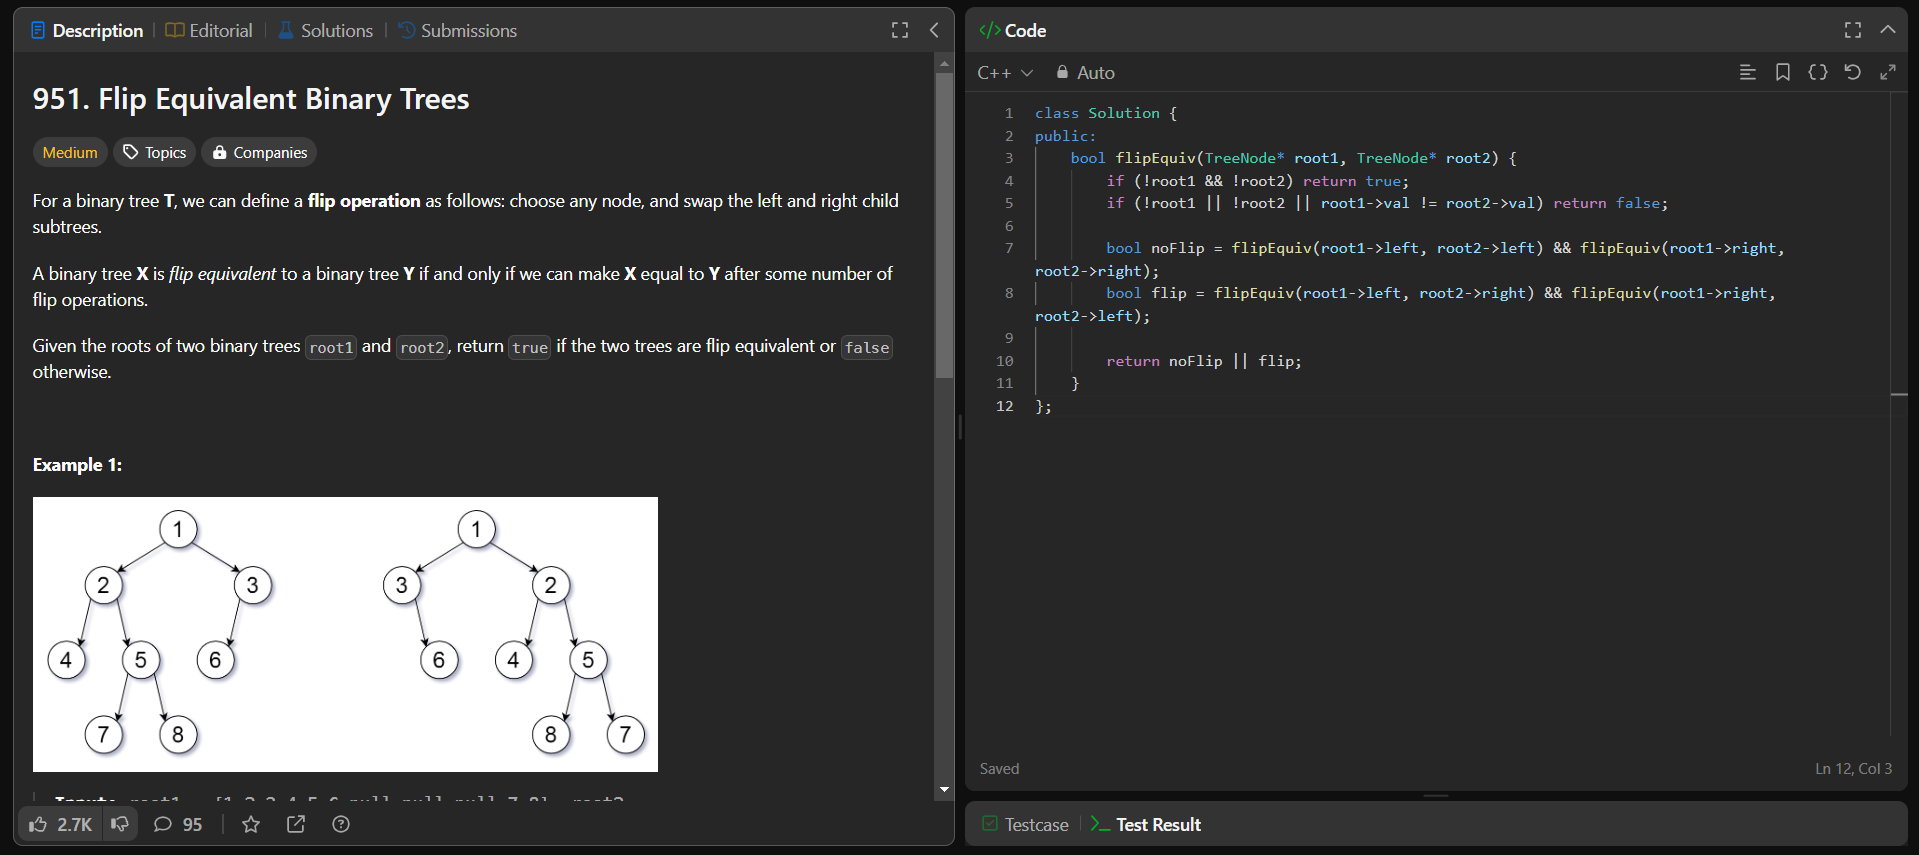 Description
Editorial
Solutions
Submissions
951. Flip Equivalent Binary Trees
Medium
Topics
Companies
For a binary tree T, we can define a flip operation as follows: choose any node, and swap the left and right child
subtrees.
A binary tree X is flip equivalent to a binary tree Y if and only if we can make X equal to Y after some number of
flip operations.
Given the roots of two binary trees root1 and root2, return true if the two trees are flip equivalent or false
otherwise.
Example 1:
1
2 3
4 5 6
7 8
1
3 2
6 4 5
8 7
2.7K
95
Code
C++
Auto
1 class Solution {
2 public:
3 bool flipEquiv(TreeNode* root1, TreeNode* root2) {
4 if (!root1 && !root2) return true;
5 if (!root1 || !root2 || root1->val != root2->val) return false;
6
7 bool noFlip = flipEquiv(root1->left, root2->left) && flipEquiv(root1->right,
root2->right);
8 bool flip = flipEquiv(root1->left, root2->right) && flipEquiv(root1->right,
root2->left);
9
10 return noFlip || flip;
11 }
12 };
Saved
Ln 12, Col 3
Testcase
Test Result